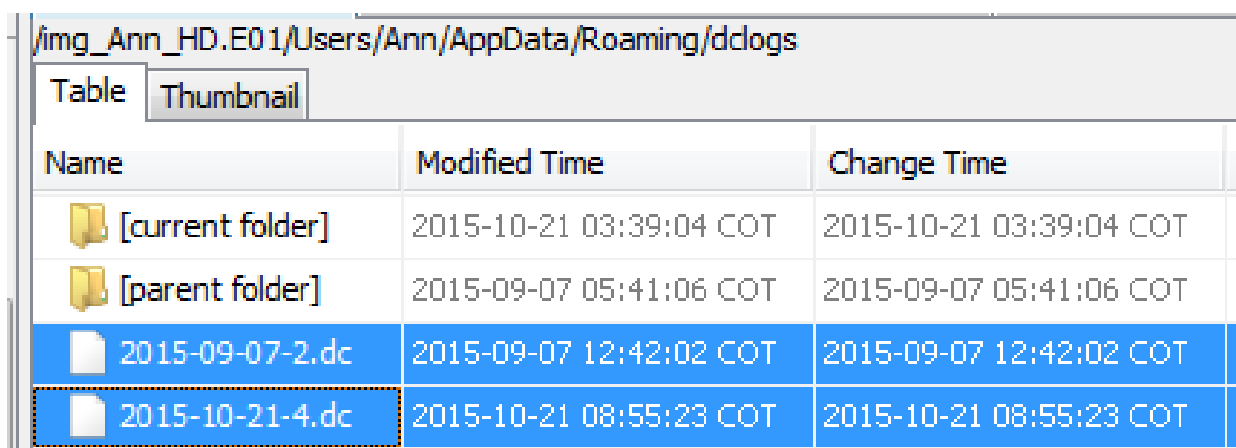 /img_Ann_HD.E01/Users/Ann/AppData/Roaming/dclogs
Table Thumbnail
Name Modified Time Change Time
[current folder] 2015-10-21 03:39:04 COT 2015-10-21 03:39:04 COT
[parent folder] 2015-09-07 05:41:06 COT 2015-09-07 05:41:06 COT
2015-09-07-2.dc 2015-09-07 12:42:02 COT 2015-09-07 12:42:02 COT
2015-10-21-4.dc 2015-10-21 08:55:23 COT 2015-10-21 08:55:23 COT